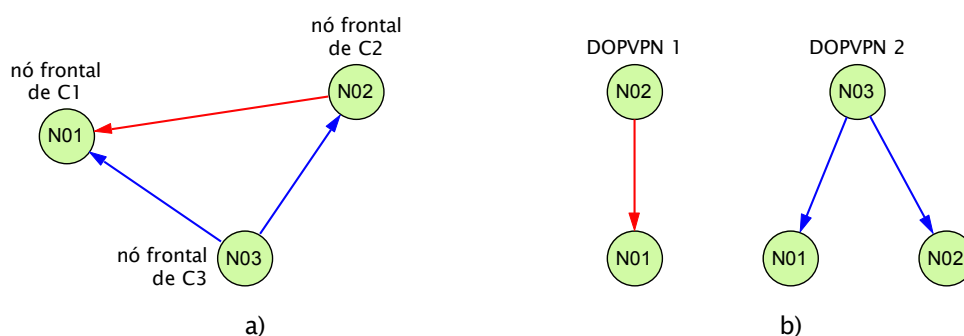 nó frontal
de C2
nó frontal
de C1
N02
N01
nó frontal
de C3
N03
a)
DOPVPN 1
DOPVPN 2
N02
N03
N01
N01
N02
b)